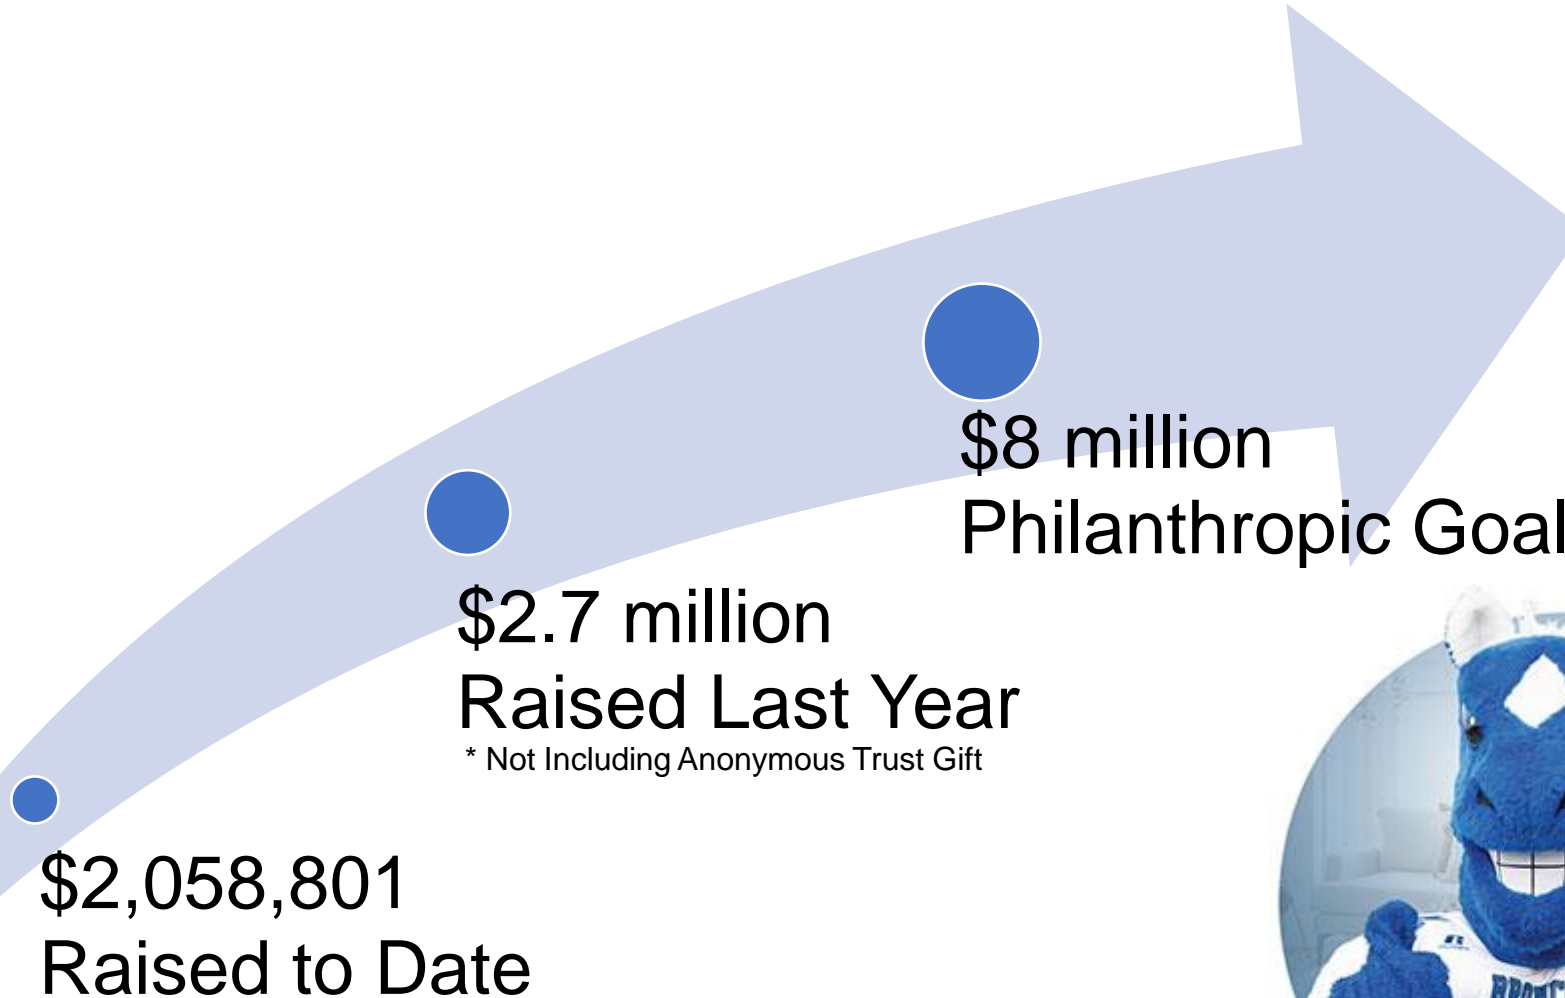 $8 million
Philanthropic Goal
$2.7 million
Raised Last Year
* Not Including Anonymous Trust Gift
$2,058,801
Raised to Date